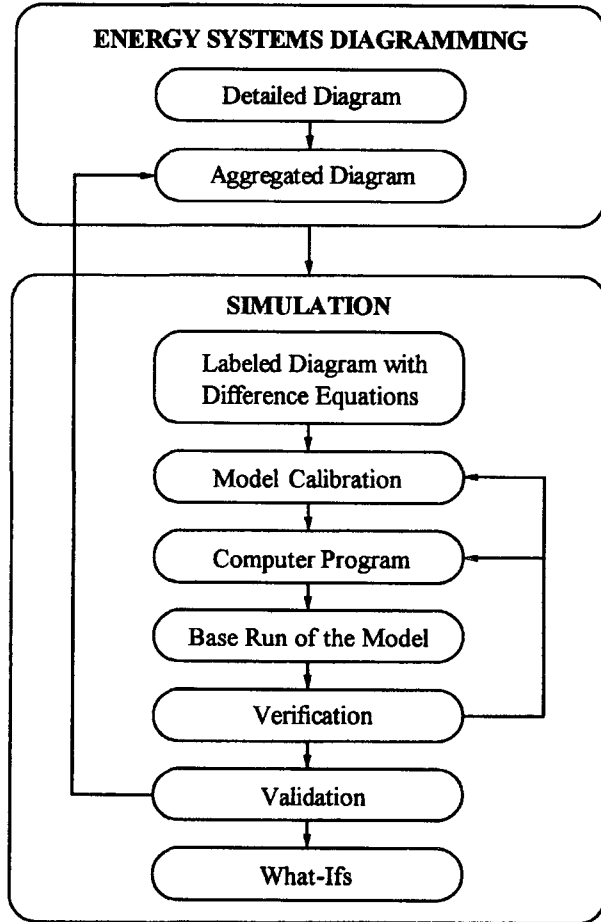 ENERGY SYSTEMS DIAGRAMMING
Detailed Diagram
Aggregated Diagram
SIMULATION
Labeled Diagram with
Difference Equations
Model Calibration
Computer Program
Base Run of the Model
Verification
Validation
What-Ifs